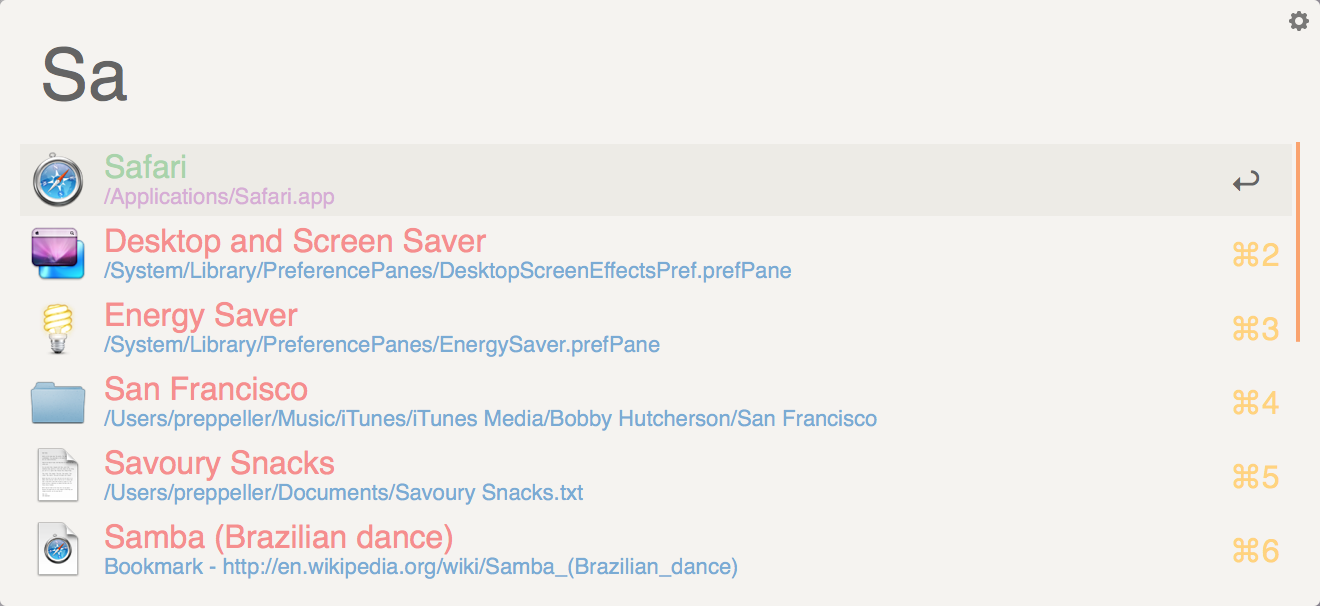 Sa
Safari
/Applications/Safari.app
↩
Desktop and Screen Saver
/System/Library/PreferencePanes/DesktopScreenEffectsPref.prefPane
⌘2
Energy Saver
/System/Library/PreferencePanes/EnergySaver.prefPane
⌘3
San Francisco
/Users/preppeller/Music/iTunes/iTunes Media/Bobby Hutcherson/San Francisco
⌘4
Savoury Snacks
/Users/preppeller/Documents/Savoury Snacks.txt
⌘5
Samba (Brazilian dance)
Bookmark - http://en.wikipedia.org/wiki/Samba_(Brazilian_dance)
⌘6